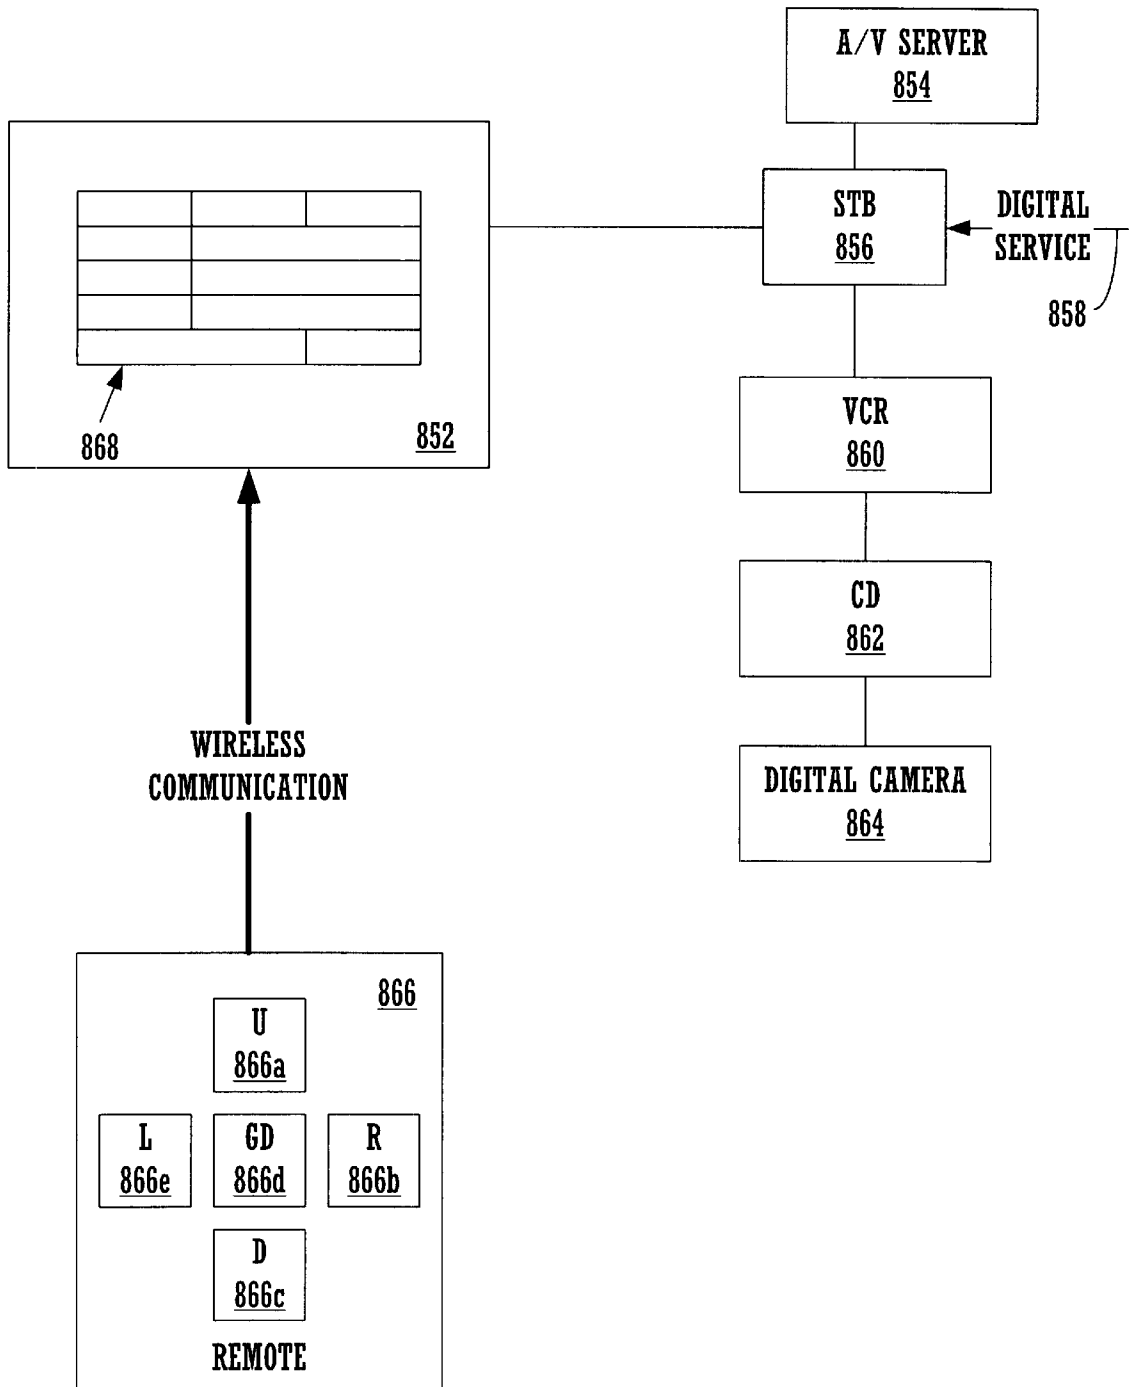 A/V SERVER
854
STB
856
DIGITAL
SERVICE
858
868
852
VCR
860
CD
862
WIRELESS
COMMUNICATION
DIGITAL CAMERA
864
866
U
866a
L
866e
GD
866d
R
866b
D
866c
REMOTE